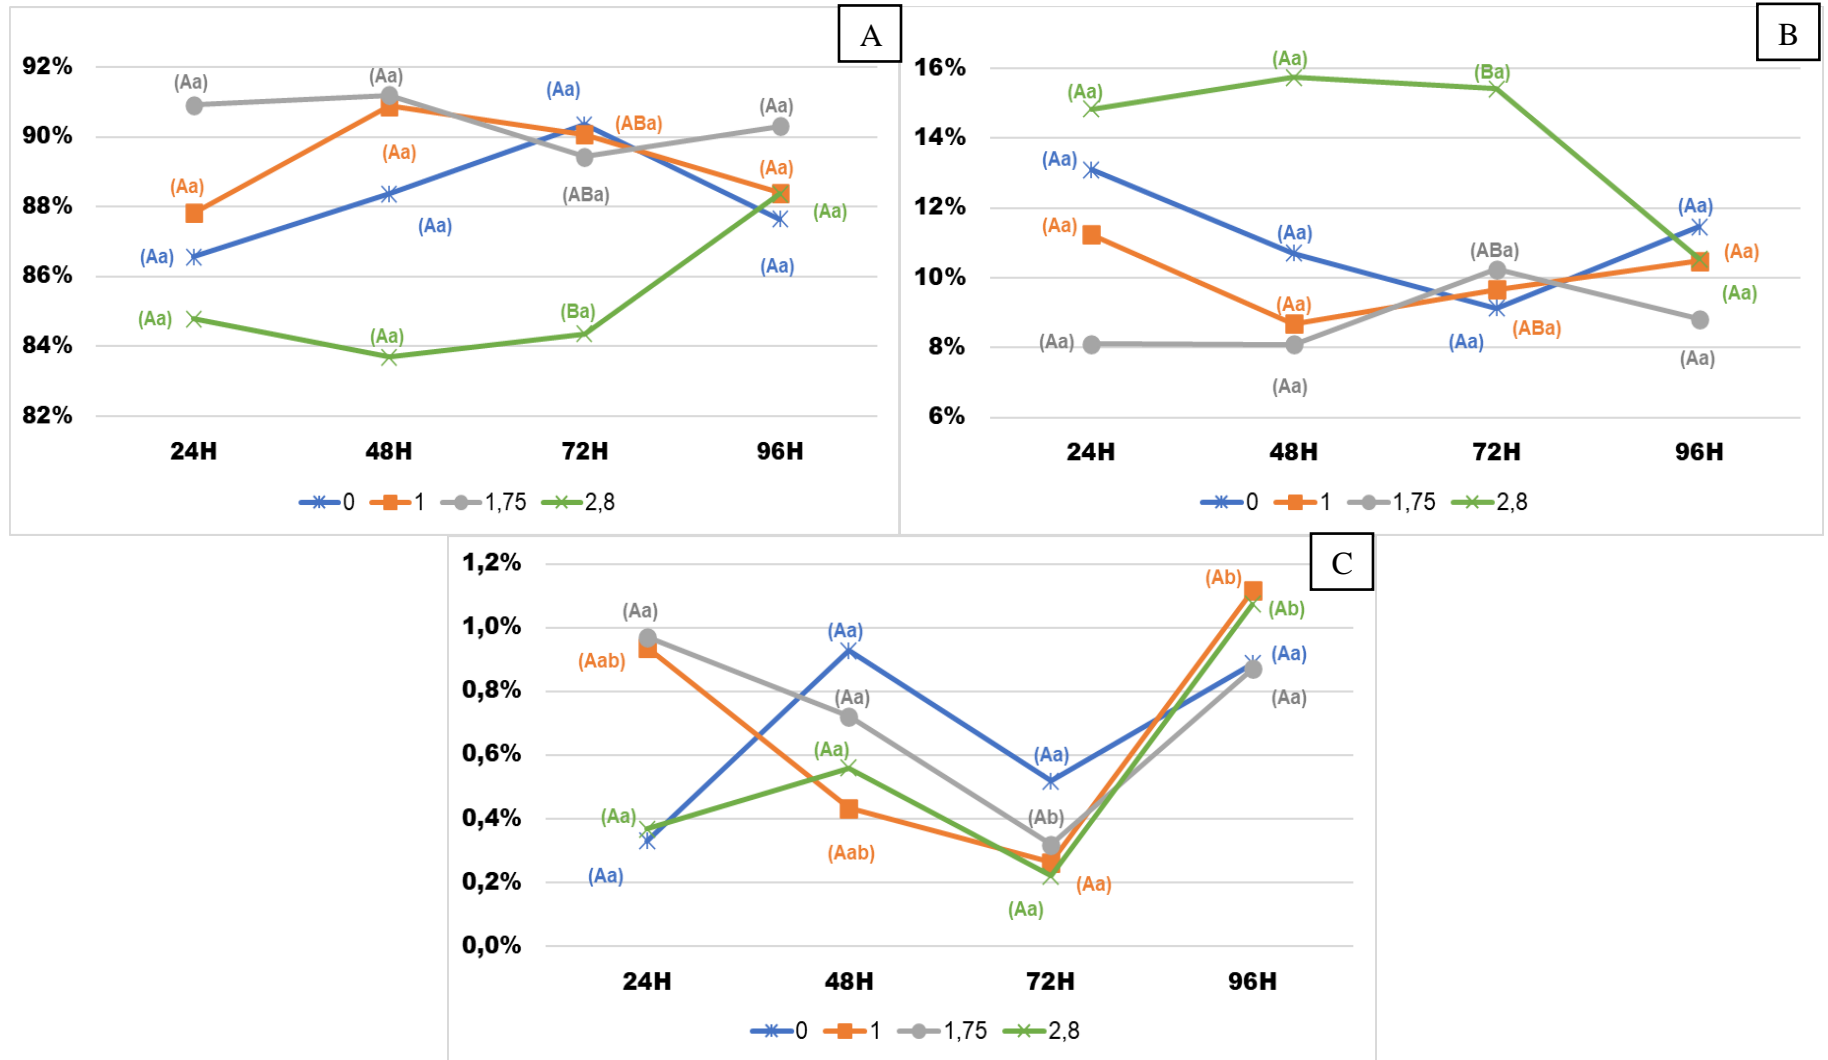 A
92%
(Aa) (Aa) (Aa) (ABa) (Aa)
90%
(Aa) (Aa) (Aa)
88%
(Aa) (ABa) (Aa)
(Aa) (Aa) (Aa)
86%
(Aa) (Aa) (Ba)
84%
82%
24H 48H 72H 96H
0 1 1,75 2,8
B
16%
(Aa) (Aa) (Ba)
14%
(Aa)
12%
(Aa) (Aa) (ABa) (Aa) (Aa)
10%
(Aa) (Aa)
8%
(Aa) (Aa) (ABa) (Aa)
(Aa)
6%
24H 48H 72H 96H
0 1 1,75 2,8
C
1,2%
(Ab)
(Ab)
1,0%
(Aa) (Aa)
(Aab) (Aa)
0,8%
(Aa) (Aa)
0,6%
(Aa) (Aa)
0,4%
(Aa) (Ab)
(Aab)
0,2%
(Aa) (Aa)
(Aa)
0,0%
24H 48H 72H 96H
0 1 1,75 2,8